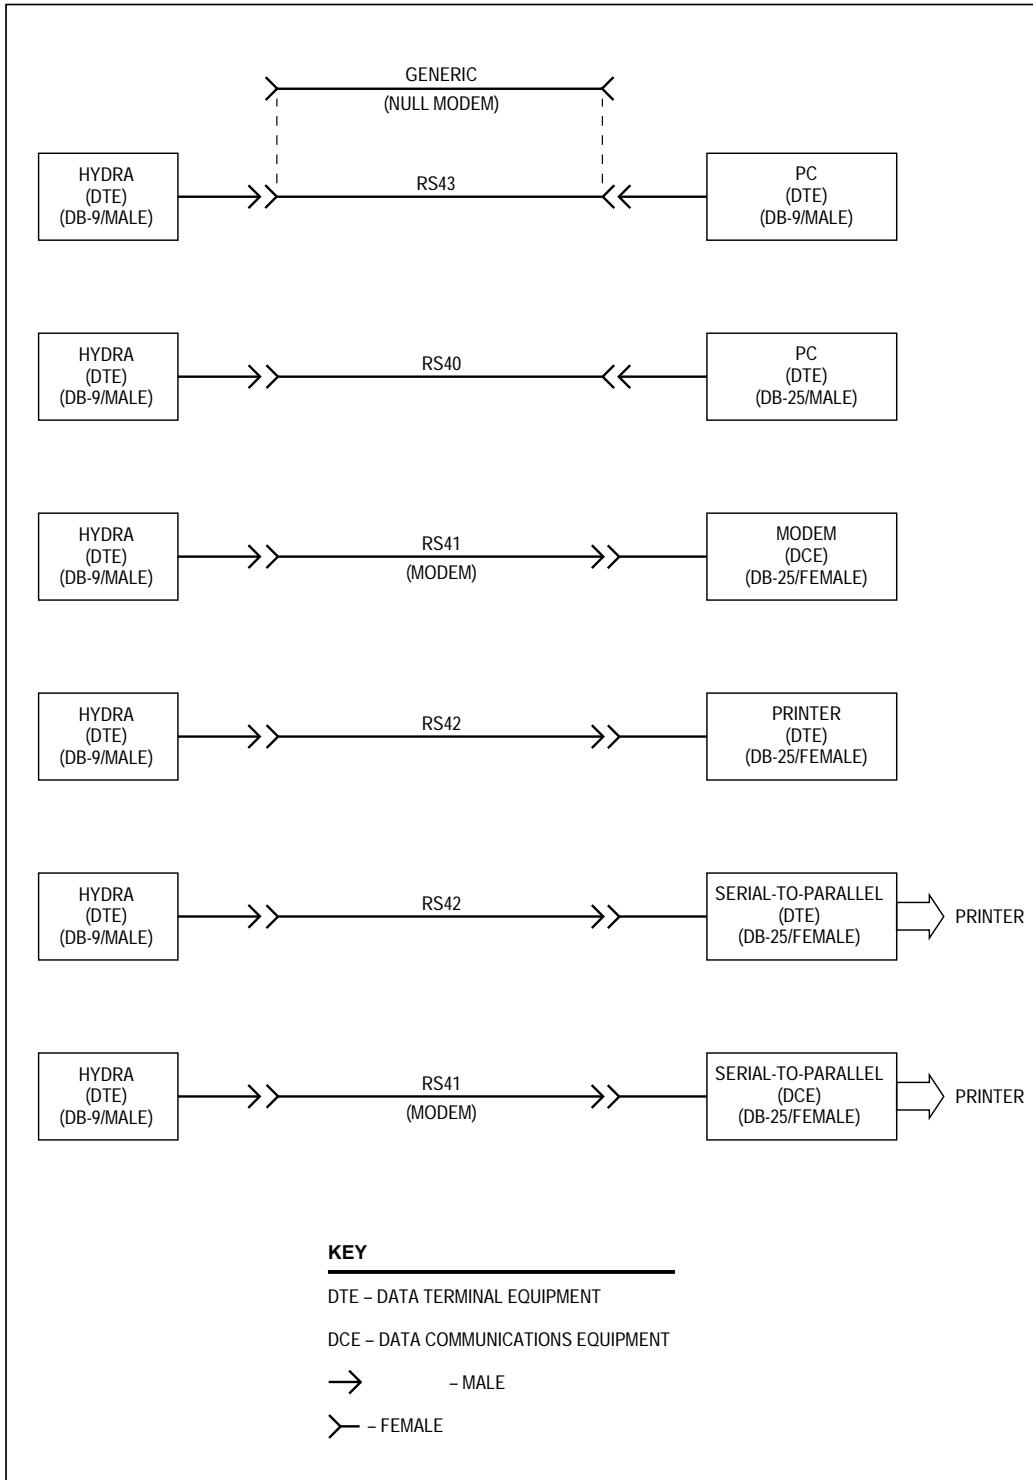 GENERIC
(NULL MODEM)
HYDRA
(DTE)
(DB-9/MALE)
RS43
PC
(DTE)
(DB-9/MALE)
HYDRA
(DTE)
(DB-9/MALE)
RS40
PC
(DTE)
(DB-25/MALE)
HYDRA
(DTE)
(DB-9/MALE)
RS41
(MODEM)
MODEM
(DCE)
(DB-25/FEMALE)
HYDRA
(DTE)
(DB-9/MALE)
RS42
PRINTER
(DTE)
(DB-25/FEMALE)
HYDRA
(DTE)
(DB-9/MALE)
RS42
SERIAL-TO-PARALLEL
(DTE)
(DB-25/FEMALE)
PRINTER
HYDRA
(DTE)
(DB-9/MALE)
RS41
(MODEM)
SERIAL-TO-PARALLEL
(DCE)
(DB-25/FEMALE)
PRINTER
KEY
DTE – DATA TERMINAL EQUIPMENT
DCE – DATA COMMUNICATIONS EQUIPMENT
– MALE
– FEMALE